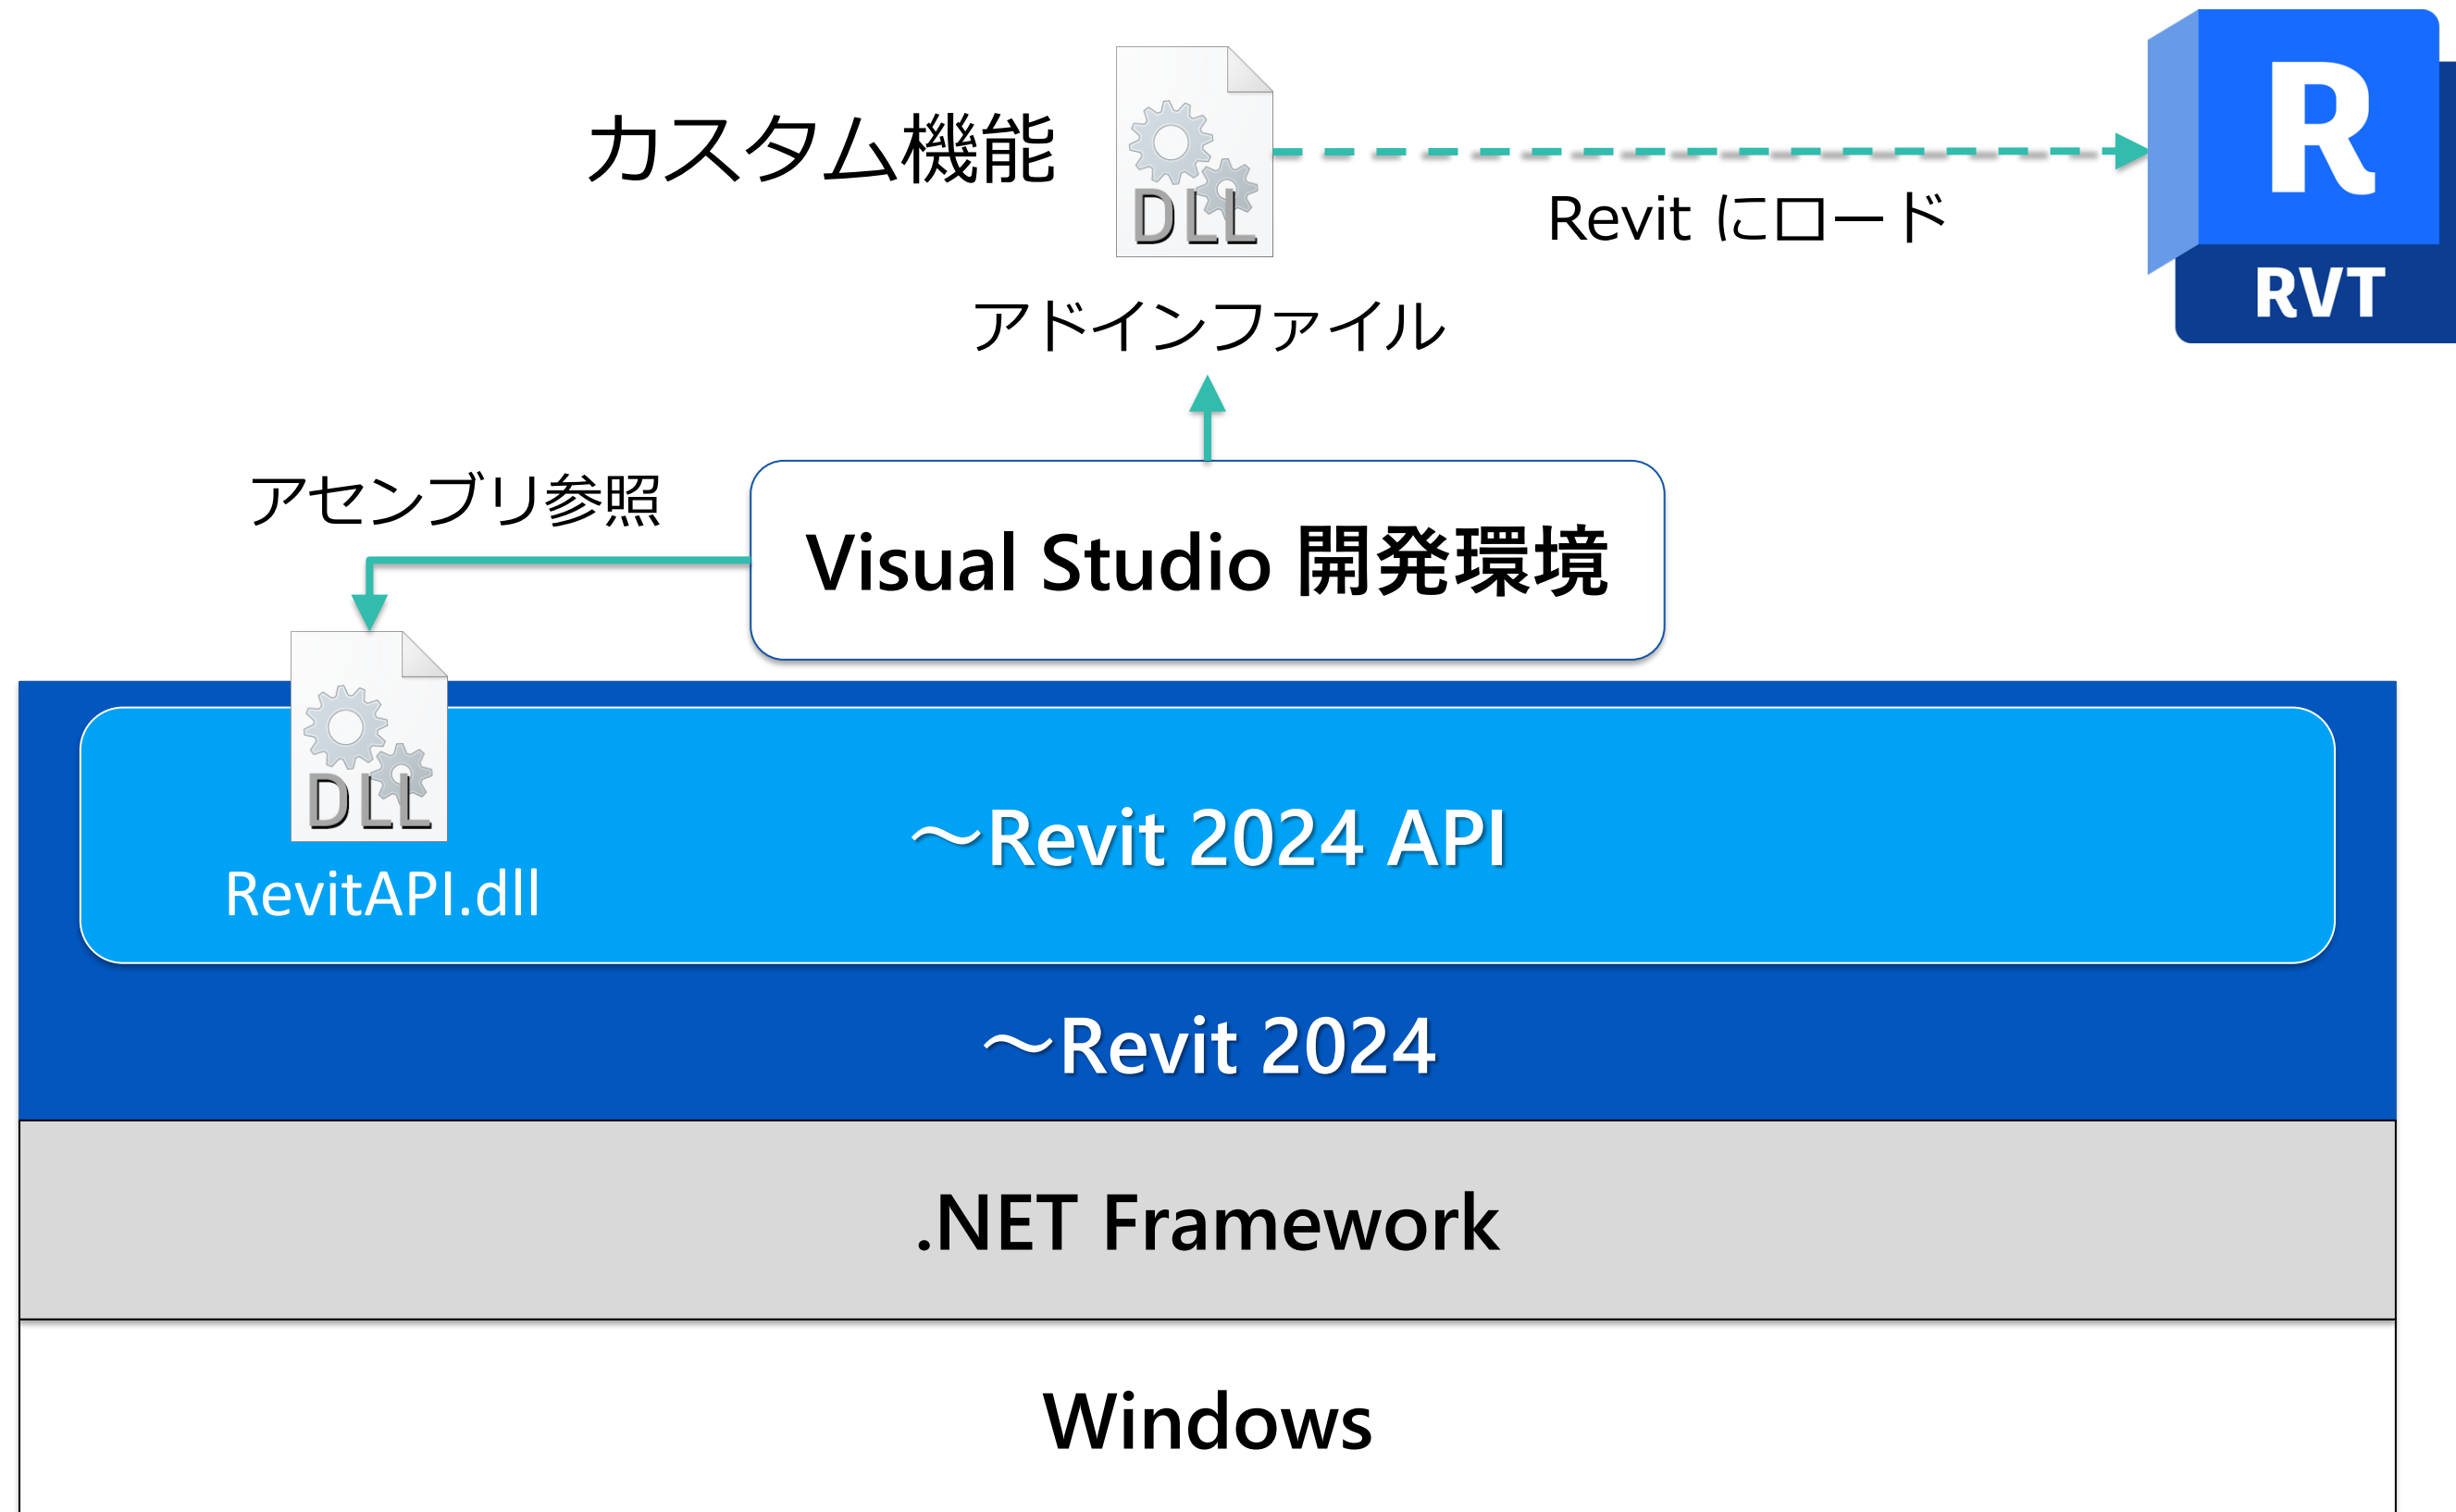 カスタム機能
DLL
R
RVT
Revit にロード
アドインファイル
アセンブリ参照
Visual Studio 開発環境
DLL
RevitAPI.dll
～Revit 2024 API
～Revit 2024
.NET Framework
Windows